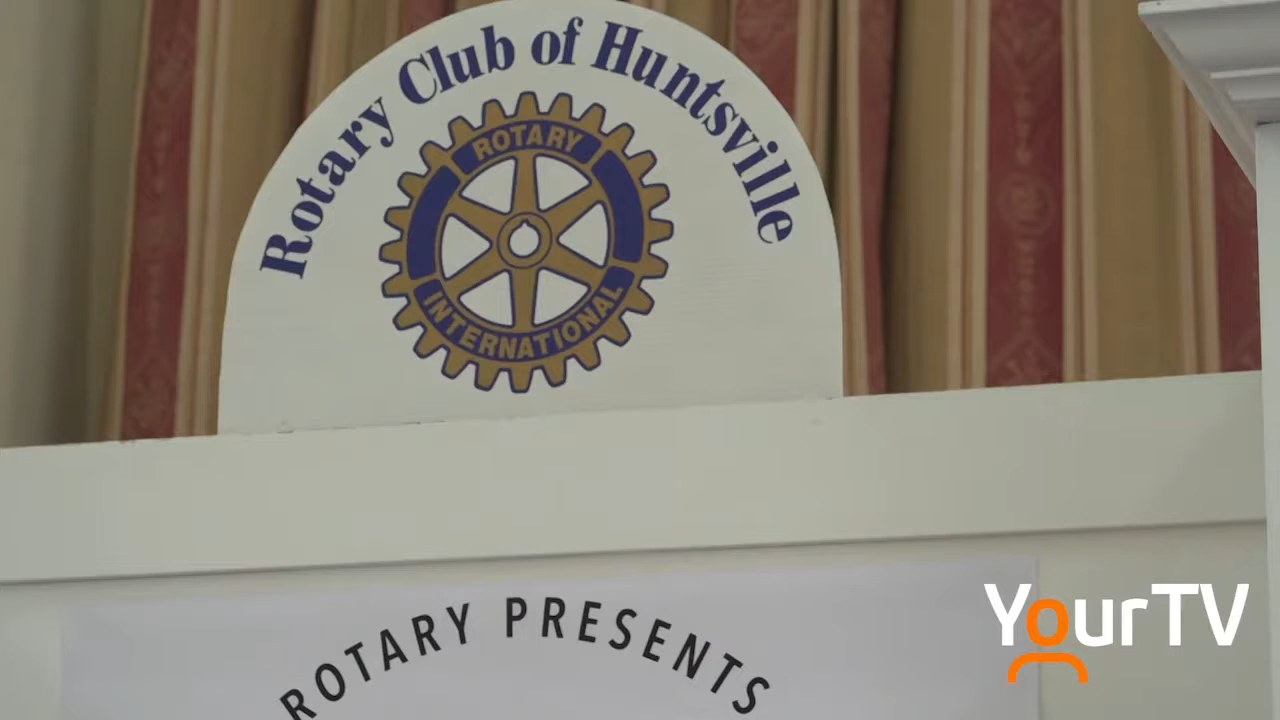 Rotary Club of Huntsville
ROTARY
INTERNATIONAL
ROTARY PRESENTS
YourTV